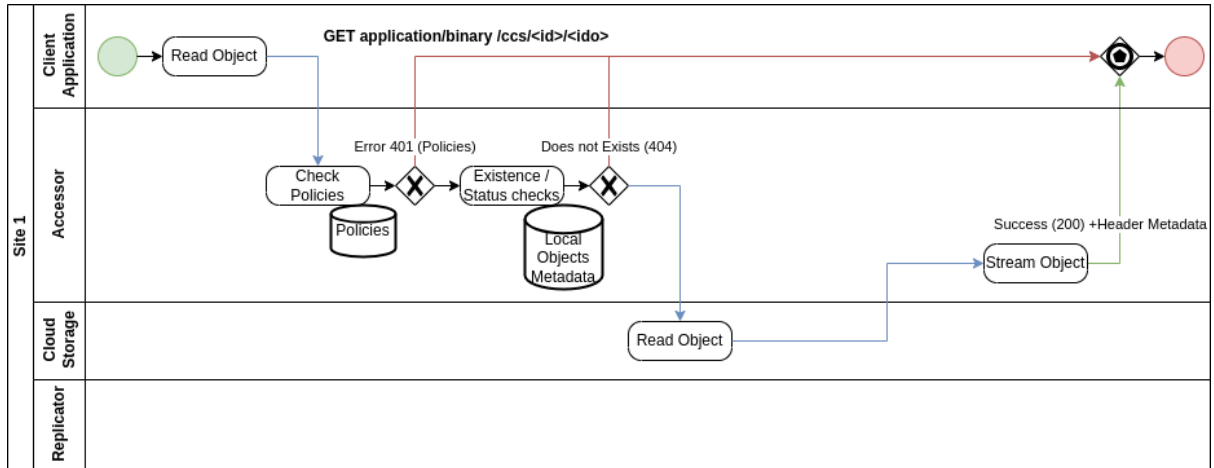 Site 1
Client
Application
Read Object
GET application/binary /ccs/<id>/<ido>
Accessor
Error 401 (Policies)
Does not Exists (404)
Check
Policies
Policies
Existence /
Status checks
Local
Objects
Metadata
Success (200) +Header Metadata
Stream Object
Cloud
Storage
Read Object
Replicator